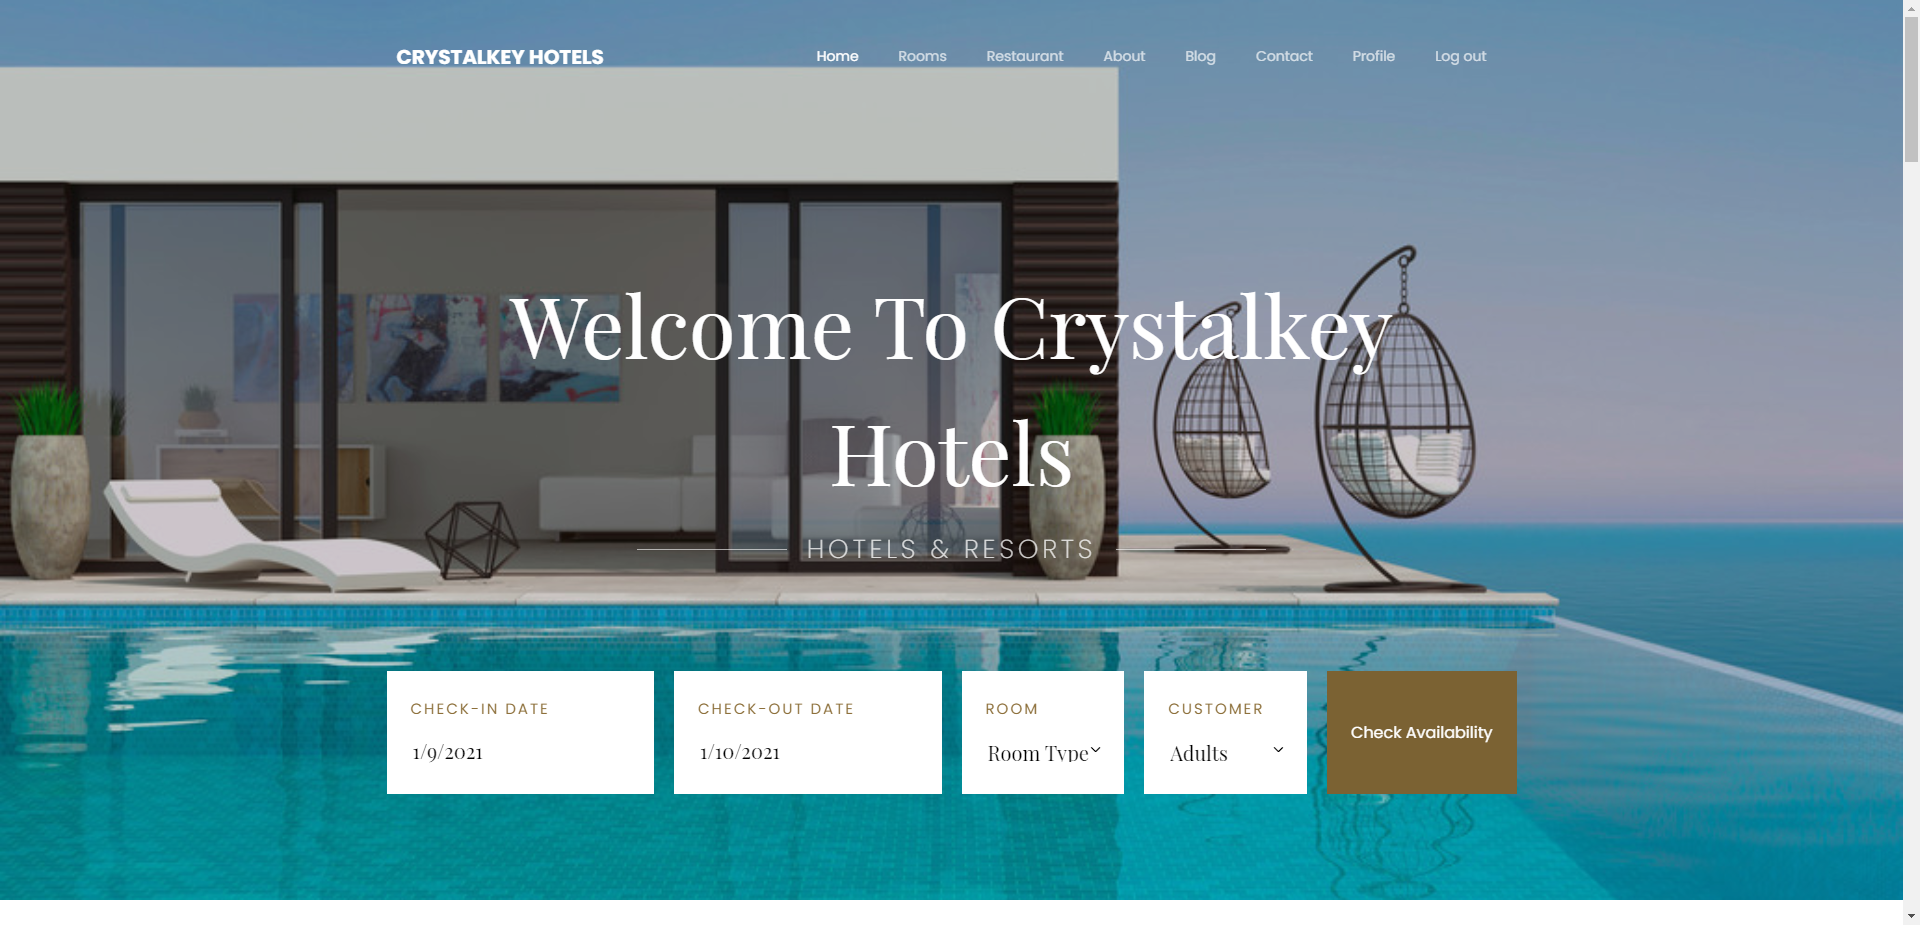 CRYSTALKEY HOTELS
Home Rooms Restaurant About Blog Contact Profile Log out
Welcome To Crystalkey
Hotels
HOTELS & RESORTS
CHECK-IN DATE
1/9/2021
CHECK-OUT DATE
1/10/2021
ROOM
Room Type
CUSTOMER
Adults
Check Availability